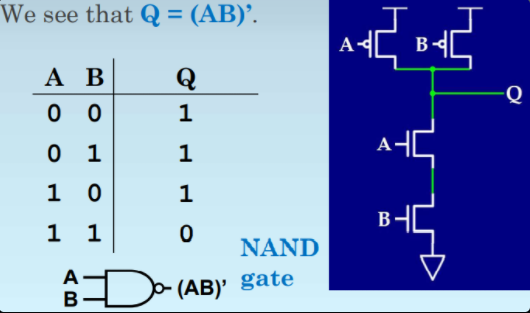 We see that Q = (AB)’.
A B Q
0 0 1
0 1 1
1 0 1
1 1 0
NAND
gate
A
B
(AB)’
A B
Q
A
B